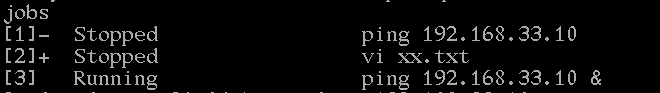 jobs
[1]-  Stopped                 ping 192.168.33.10
[2]+  Stopped                 vi xx.txt
[3]   Running                 ping 192.168.33.10 &